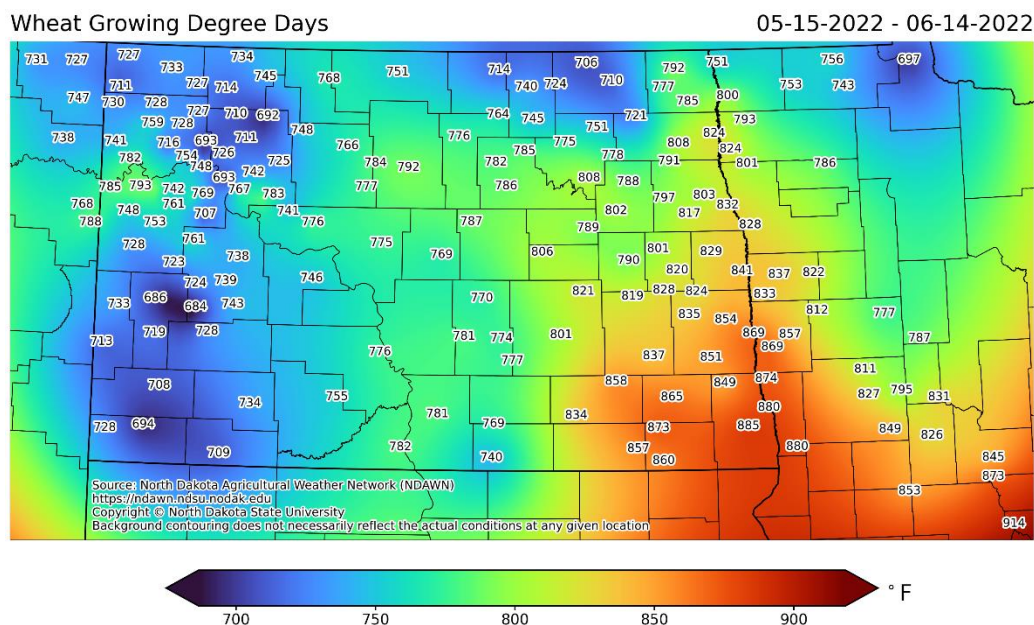 Wheat Growing Degree Days 05-15-2022 - 06-14-2022
731 727 727 733 734 745 768 751 714 706 710 792 751 756 697
747 711 727 714 740 724 777 785 800 753 743
730 728 727 710 692 764 745 721 793
738 741 759 728 716 693 711 748 766 776 775 751 808 824 824
782 754 726 725 784 792 782 785 778 791 801 786
748 693 742
785 793 742 769 767 783 777 786 808 788 797 803 832
768 748 761 707 741 802 817
788 753 776 787 789 828
728 761 738 775 769 806 790 801 829
723 820 841 837 822
686 724 739 746 770 821 819 828 824 833
733 684 743 835 854 812 777
713 719 728 776 781 774 801 869 857 787
777 837 851 869
708 858 849 874 811
734 755 865 880 827 795 831
728 694 781 769 834 873 885 849 826
709 782 740 857 860 880 845
873
853
914
Source: North Dakota Agricultural Weather Network (NDAWN)
https://ndawn.ndsu.nodak.edu
Copyright © North Dakota State University
Background contouring does not necessarily reflect the actual conditions at any given location
700 750 800 850 900 ° F